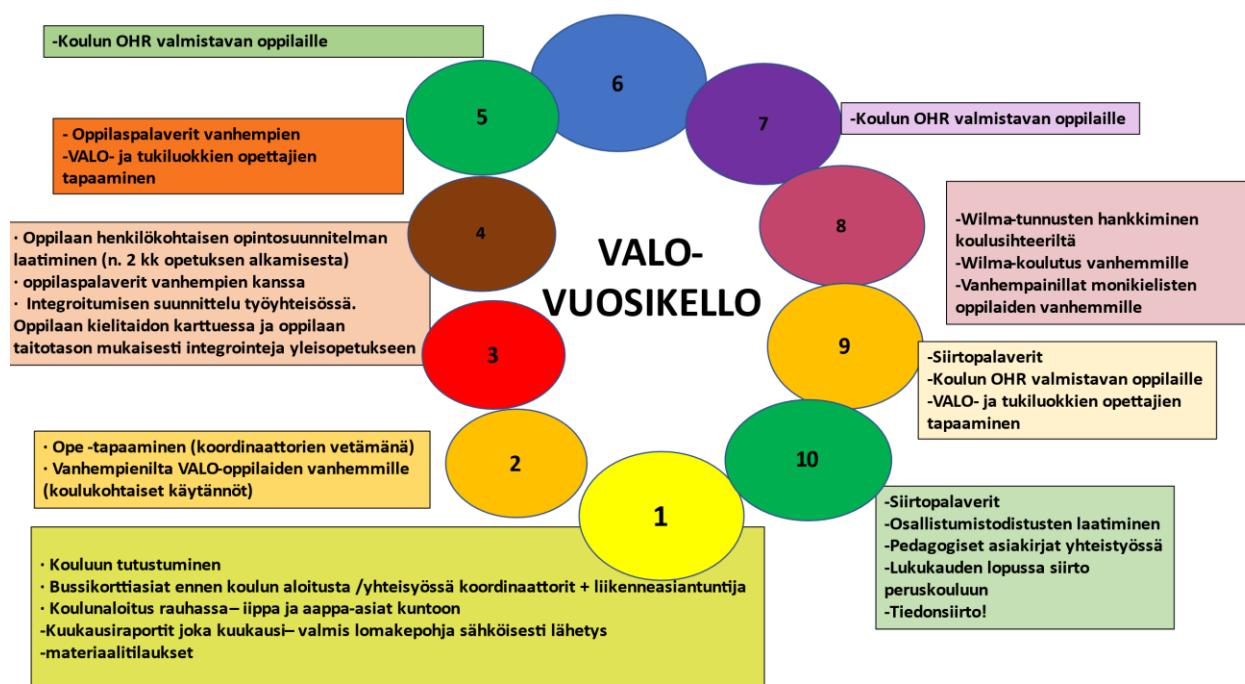 -Koulun OHR valmistavan oppilaille
6
5
7
-Koulun OHR valmistavan oppilaille
- Oppilaspalaverit vanhempien
-VALO- ja tukiluokkien opettajien
tapaaminen
4
8
-Wilma-tunnusten hankkiminen
koulusihteeriltä
-Wilma-koulutus vanhemmille
-Vanhempainillat monikielisten
oppilaiden vanhemmille
· Oppilaan henkilökohtaisen opintosuunnitelman
laatiminen (n. 2 kk opetuksen alkamisesta)
· oppilaspalaverit vanhempien kanssa
· Integroitumisen suunnittelu työyhteisössä.
Oppilaan kielitaidon karttuessa ja oppilaan
taitotason mukaisesti integrointeja yleisopetukseen
VALO-
VUOSIKELLO
3
9
-Siirtopalaverit
-Koulun OHR valmistavan oppilaille
-VALO- ja tukiluokkien opettajien
tapaaminen
· Ope -tapaaminen (koordinaattorien vetämänä)
· Vanhempienilta VALO-oppilaiden vanhemmille
(koulukohtaiset käytännöt)
2
10
1
-Siirtopalaverit
-Osallistumistodistusten laatiminen
-Pedagogiset asiakirjat yhteistyössä
-Lukukauden lopussa siirto
peruskouluun
-Tiedonsiirto!
· Kouluun tutustuminen
· Bussikorttiasiat ennen koulun aloitusta /yhteisyössä koordinaattorit + liikenneasiantuntija
· Koulunaloitus rauhassa– iippa ja aappa-asiat kuntoon
-Kuukausiraportit joka kuukausi– valmis lomakepohja sähköisesti lähetys
-materiaalitilaukset